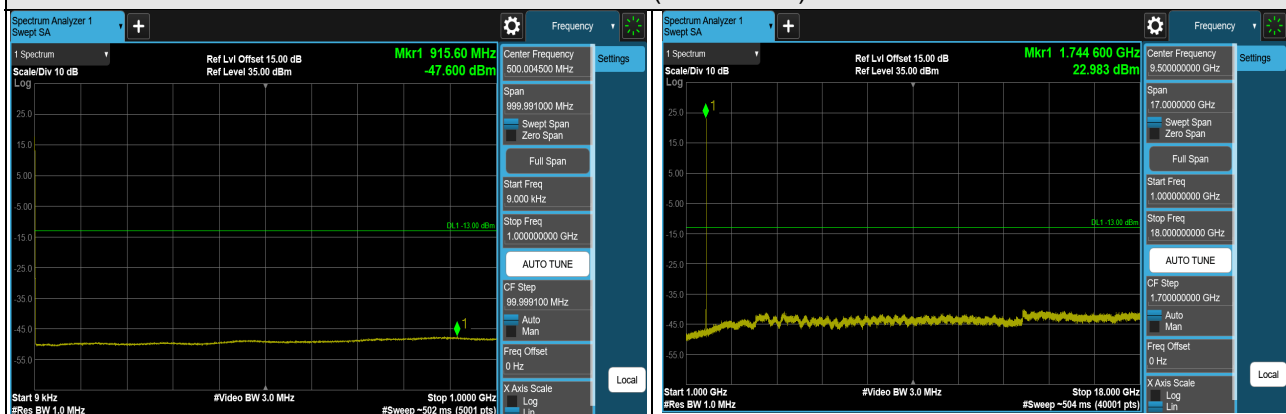 Spectrum Analyzer 1
Swept SA
+
Frequency
1 Spectrum
Scale/Div 10 dB
Log
Ref Lvl Offset 15.00 dB
Ref Level 35.00 dBm
Mkr1 915.60 MHz
-47.600 dBm
25.0
15.0
5.00
-5.00
-15.0
-25.0
-35.0
-45.0
-55.0
DL1 -13.00 dBm
1
Start 9 kHz
#Res BW 1.0 MHz
#Video BW 3.0 MHz
Stop 1.0000 GHz
#Sweep ~502 ms (5001 pts)
Center Frequency
500.004500 MHz
Span
999.991000 MHz
Swept Span
Zero Span
Full Span
Start Freq
9.000 kHz
Stop Freq
1.000000000 GHz
AUTO TUNE
CF Step
99.999100 MHz
Auto
Man
Freq Offset
0 Hz
X Axis Scale
Log
Lin
Settings
Local
Spectrum Analyzer 1
Swept SA
+
Frequency
1 Spectrum
Scale/Div 10 dB
Log
Ref Lvl Offset 15.00 dB
Ref Level 35.00 dBm
Mkr1 1.744 600 GHz
22.983 dBm
25.0
15.0
5.00
-5.00
-15.0
-25.0
-35.0
-45.0
-55.0
DL1 -13.00 dBm
1
Start 1.000 GHz
#Res BW 1.0 MHz
#Video BW 3.0 MHz
Stop 18.000 GHz
#Sweep ~504 ms (40001 pts)
Center Frequency
9.500000000 GHz
Span
17.0000000 GHz
Swept Span
Zero Span
Full Span
Start Freq
1.000000000 GHz
Stop Freq
18.000000000 GHz
AUTO TUNE
CF Step
1.700000000 GHz
Auto
Man
Freq Offset
0 Hz
X Axis Scale
Log
Lin
Settings
Local